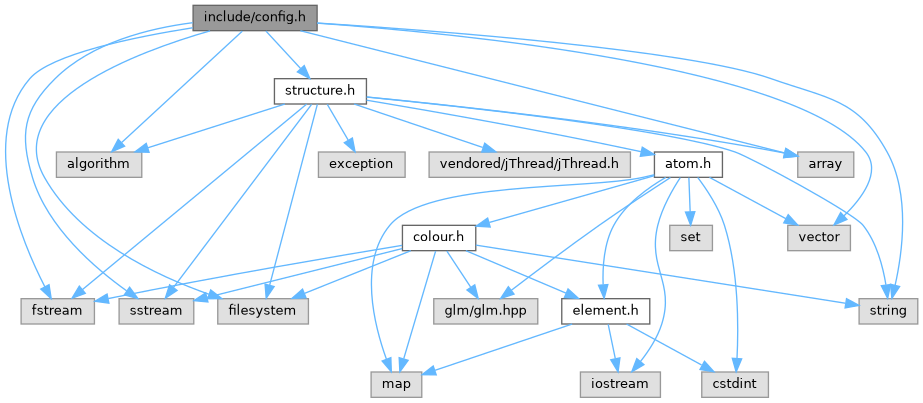 include/config.h
structure.h
algorithm
exception
vendored/jThread/jThread.h
atom.h
array
colour.h
set
vector
fstream
sstream
filesystem
glm/glm.hpp
element.h
string
map
iostream
cstdint